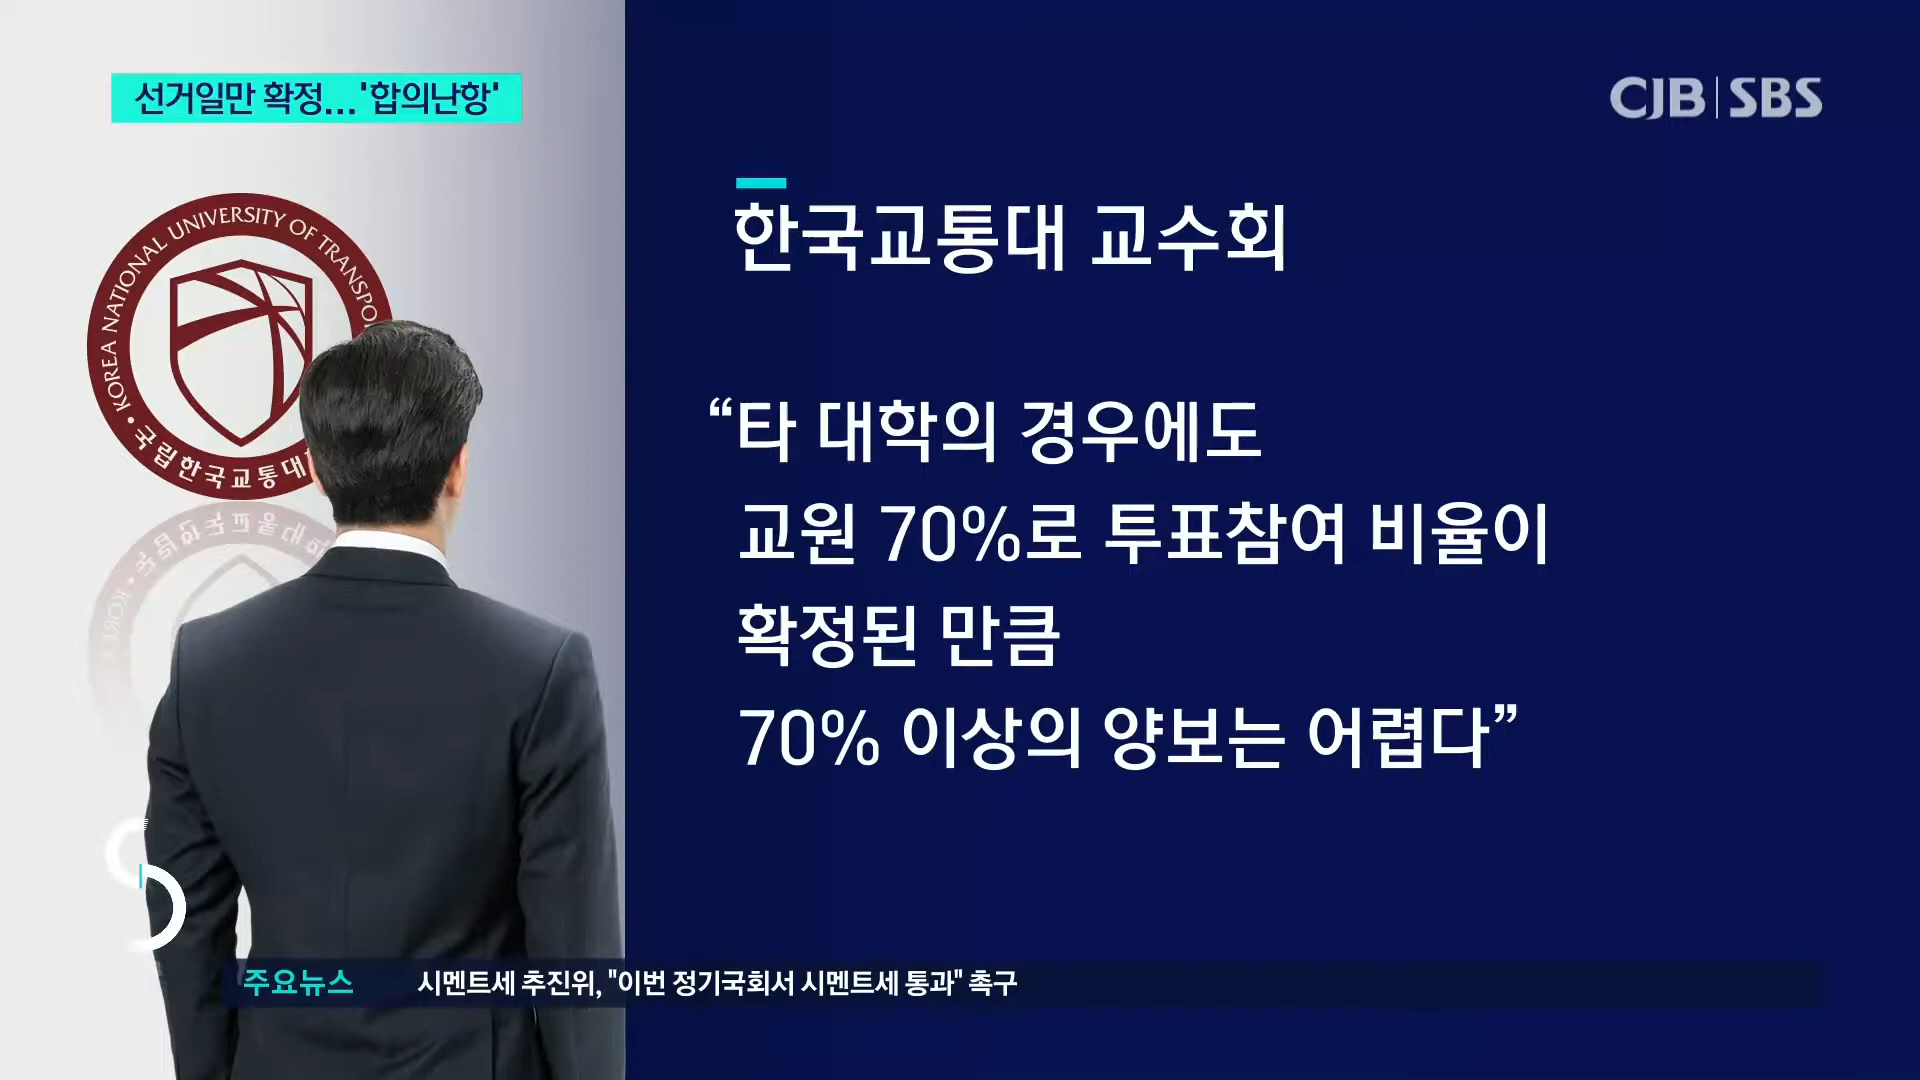 선거일만 확정...'합의난항'
CJB SBS
KOREA NATIONAL UNIVERSITY OF
국립한국교통대
한국교통대 교수회
“타 대학의 경우에도
교원 70%로 투표참여 비율이
확정된 만큼
70% 이상의 양보는 어렵다”
주요뉴스 시멘트세 추진위, "이번 정기국회서 시멘트세 통과" 촉구